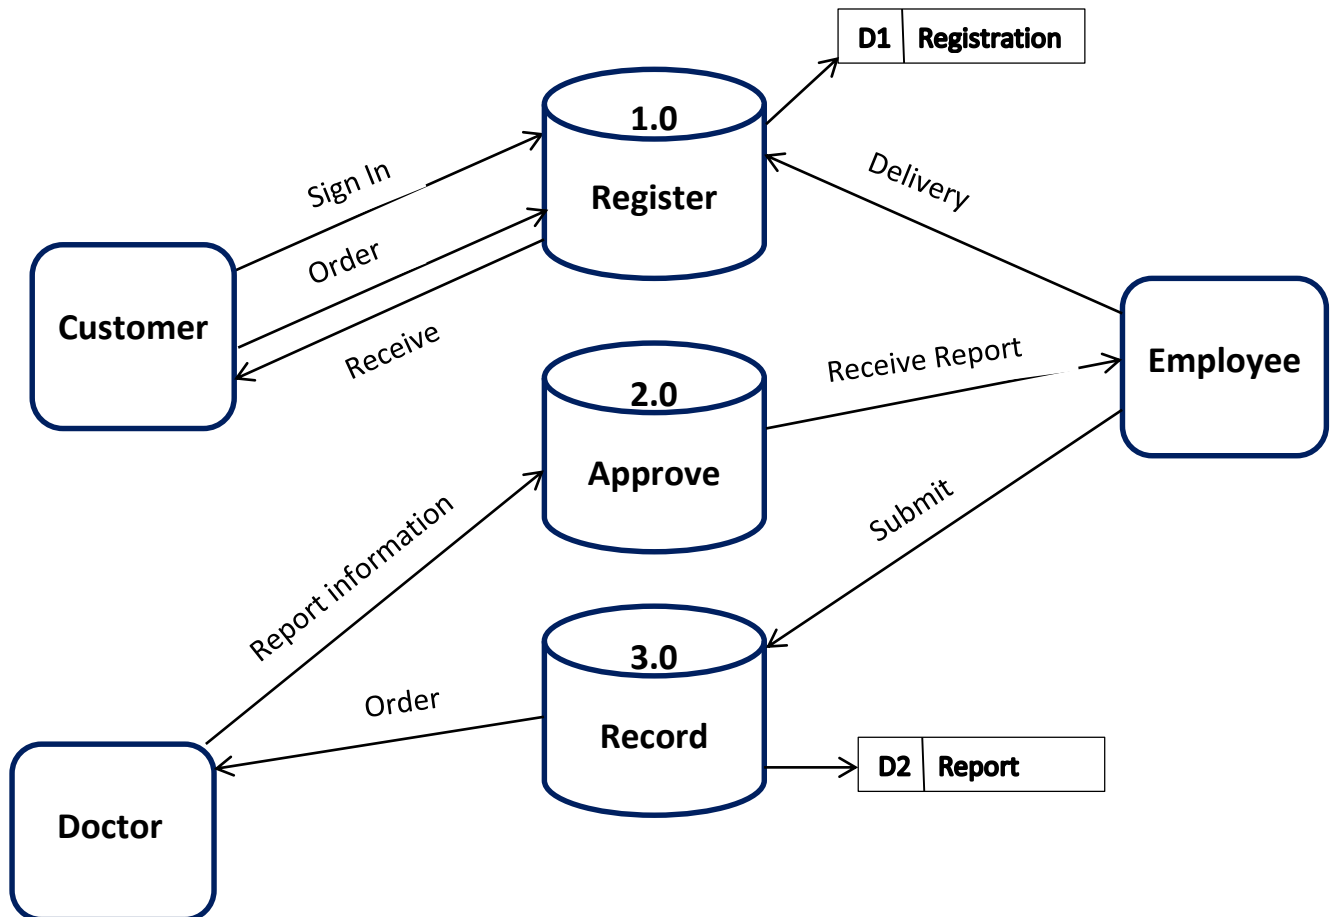 D1 Registration
1.0
Register
Sign In
Delivery
Order
Customer
Receive
Receive Report
Employee
2.0
Approve
Submit
Report information
3.0
Order
Record
D2 Report
Doctor